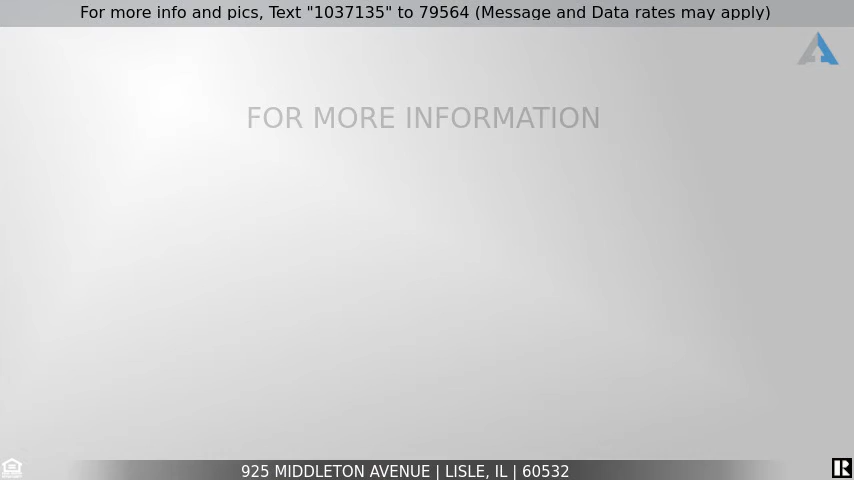 For more info and pics, Text "1037135" to 79564 (Message and Data rates may apply)
FOR MORE INFORMATION
925 MIDDLETON AVENUE | LISLE, IL | 60532